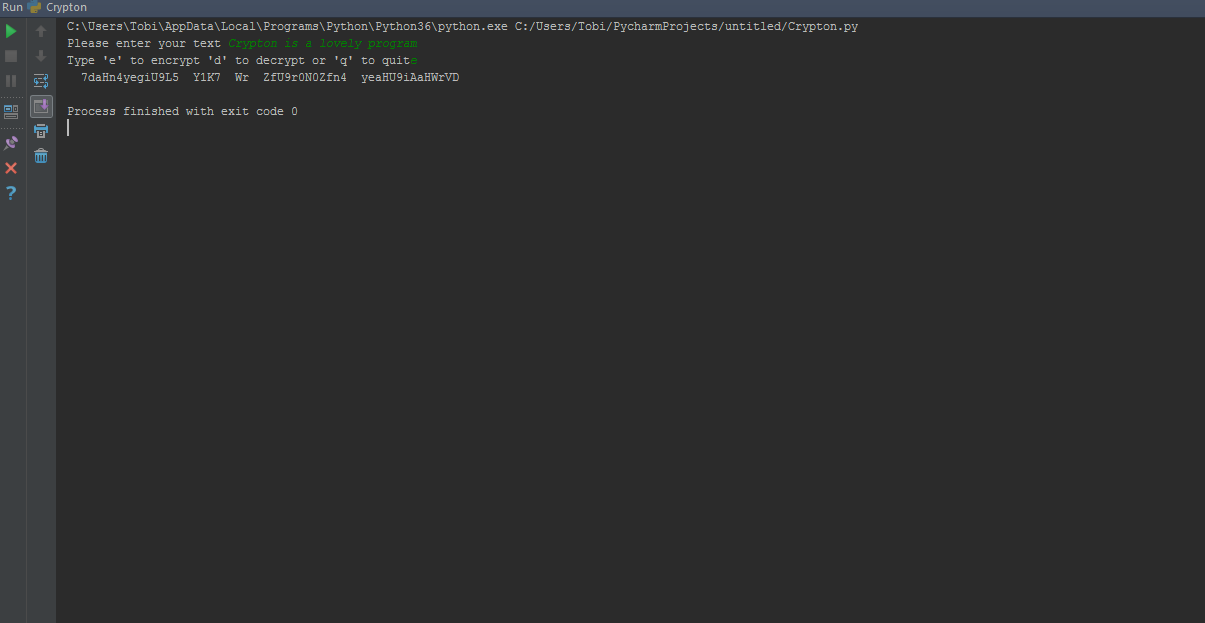 Run Crypton
C:\Users\Tobi\AppData\Local\Programs\Python\Python36\python.exe C:/Users/Tobi/PycharmProjects/untitled/Crypton.py
Please enter your text Crypton is a lovely program
Type 'e' to encrypt 'd' to decrypt or 'q' to quite
7daHn4yegiU9L5 Y1K7 Wr ZfU9r0N0Zfn4 yeaHU9iAaHWrVD
Process finished with exit code 0